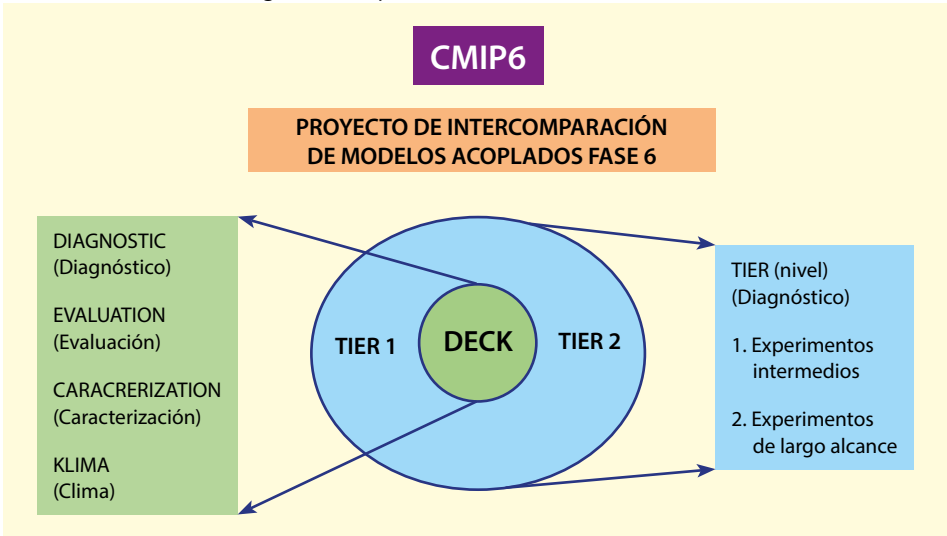 CMIP6
PROYECTO DE INTERCOMPARACIÓN
DE MODELOS ACOPLADOS FASE 6
DIAGNOSTIC
(Diagnóstico)
EVALUATION
(Evaluación)
CARACRERIZATION
(Caracterización)
KLIMA
(Clima)
TIER 1
DECK
TIER 2
TIER (nivel)
(Diagnóstico)
1. Experimentos
intermedios
2. Experimentos
de largo alcance